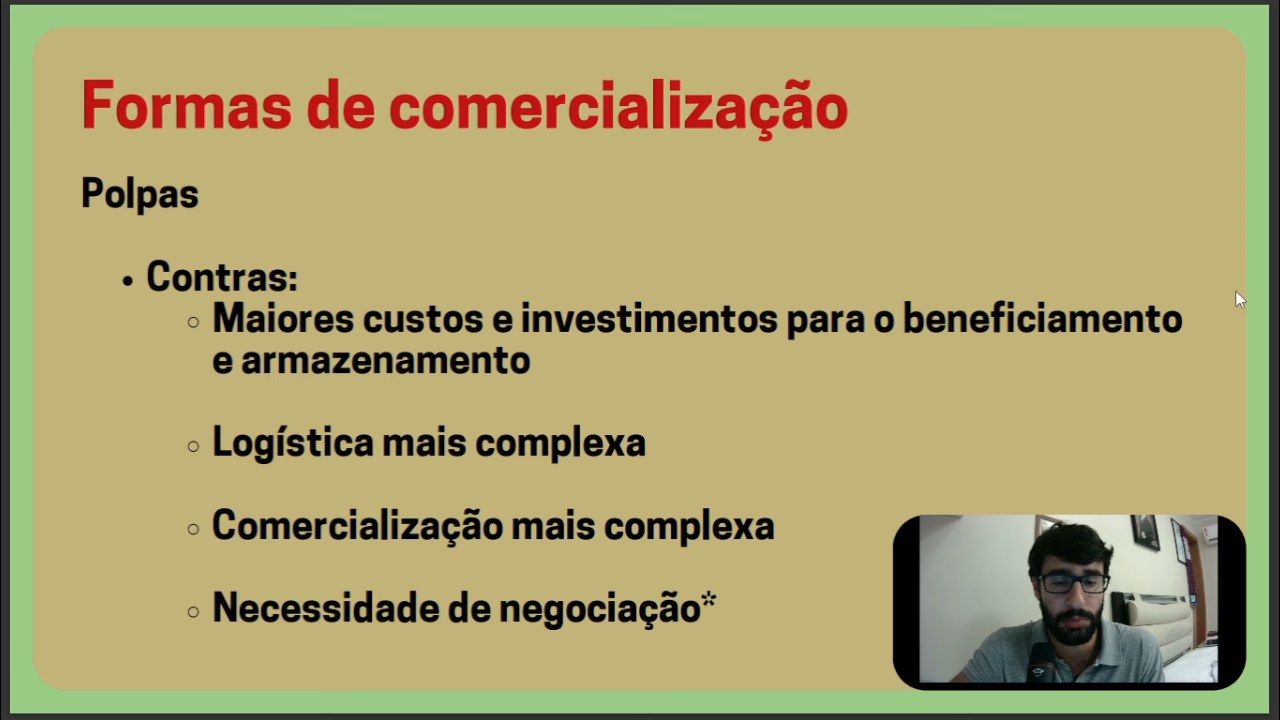 Formas de comercialização
Polpas
• Contras:
○ Maiores custos e investimentos para o beneficiamento
e armazenamento
○ Logística mais complexa
○ Comercialização mais complexa
○ Necessidade de negociação*